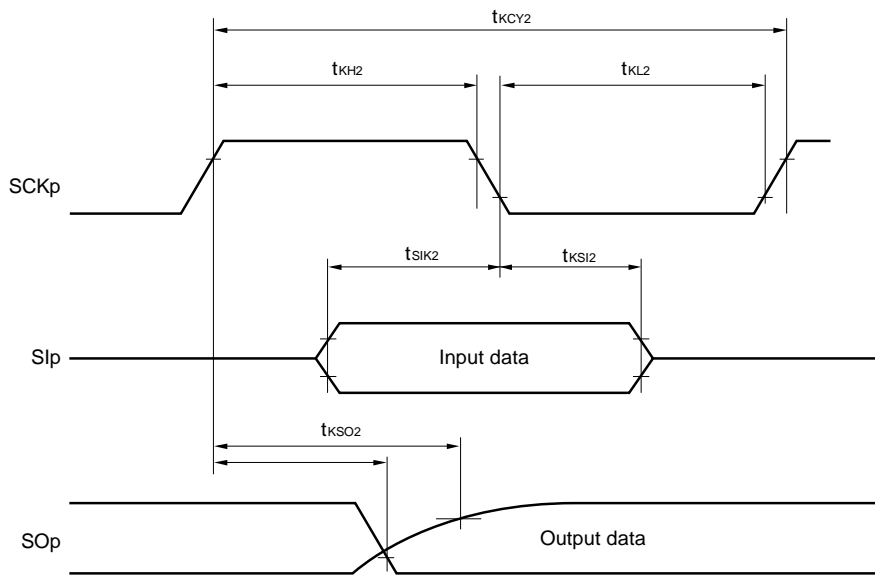 tKCY2
tKH2
tKL2
SCKp
tSIK2
tKSI2
SIp
Input data
tKSO2
SOp
Output data